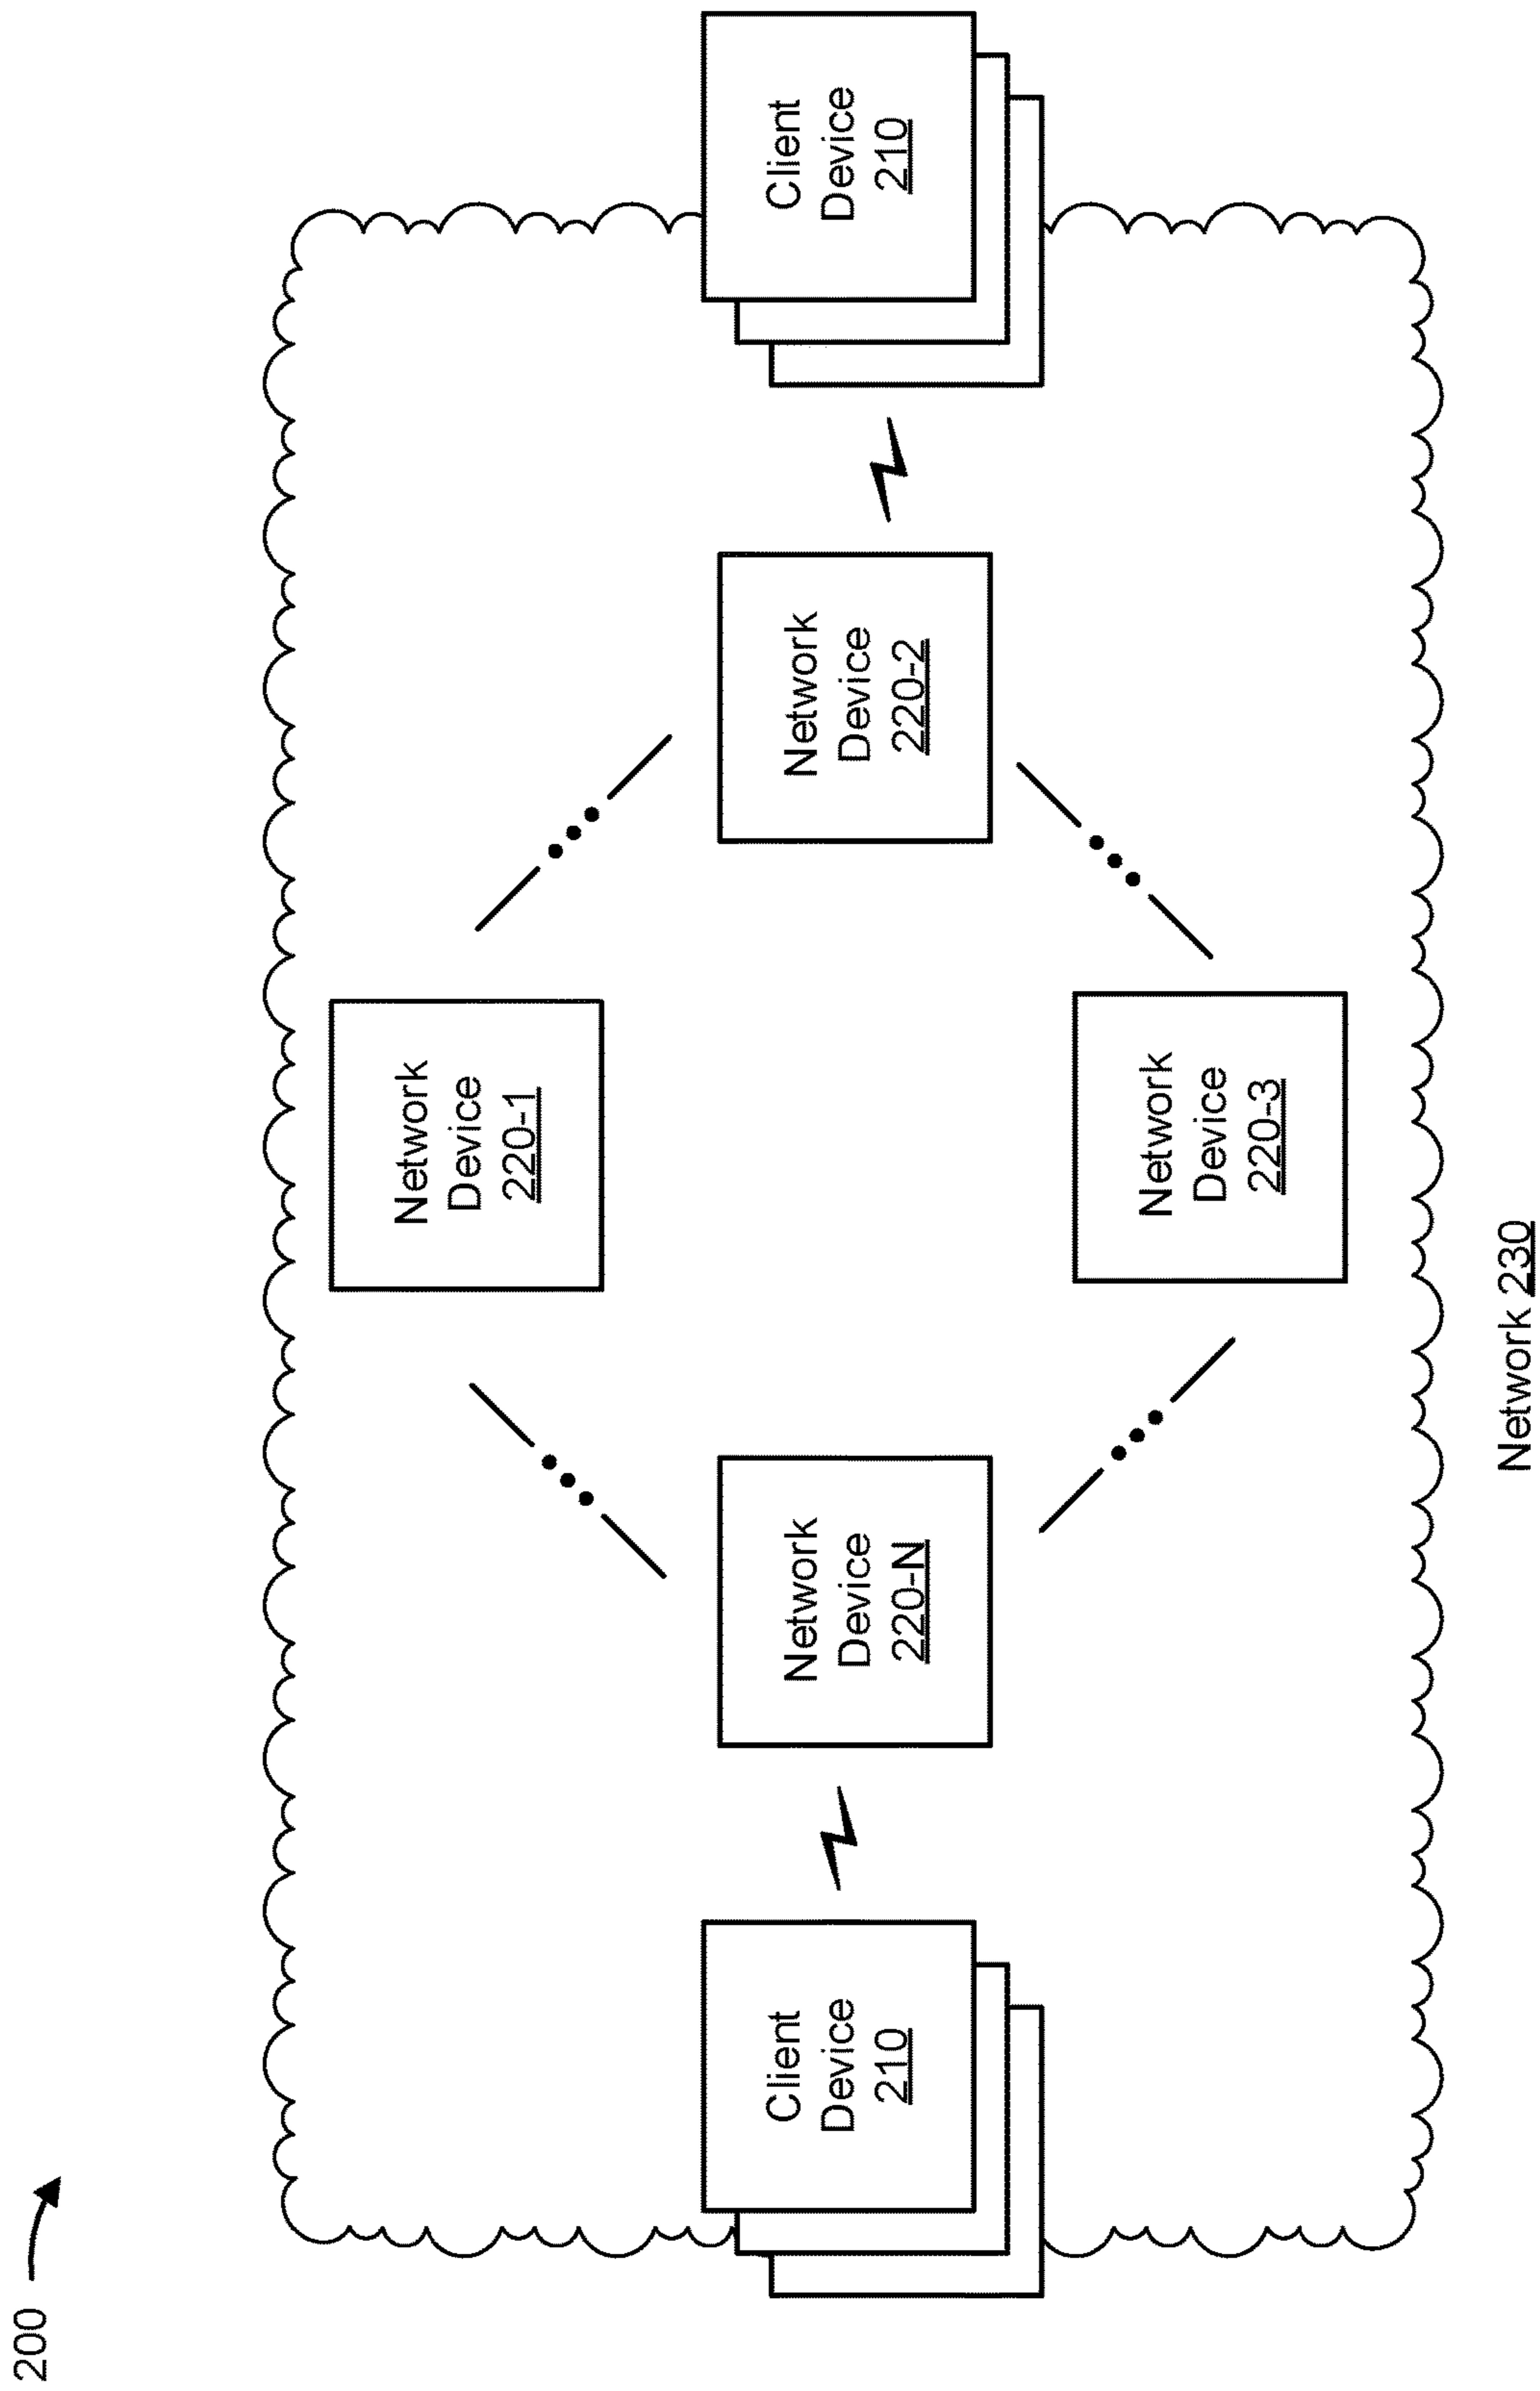 200
Network
Device
220-1
Client
Device
210
Network
Device
220-N
Network
Device
220-2
Client
Device
210
Network
Device
220-3
Network 230